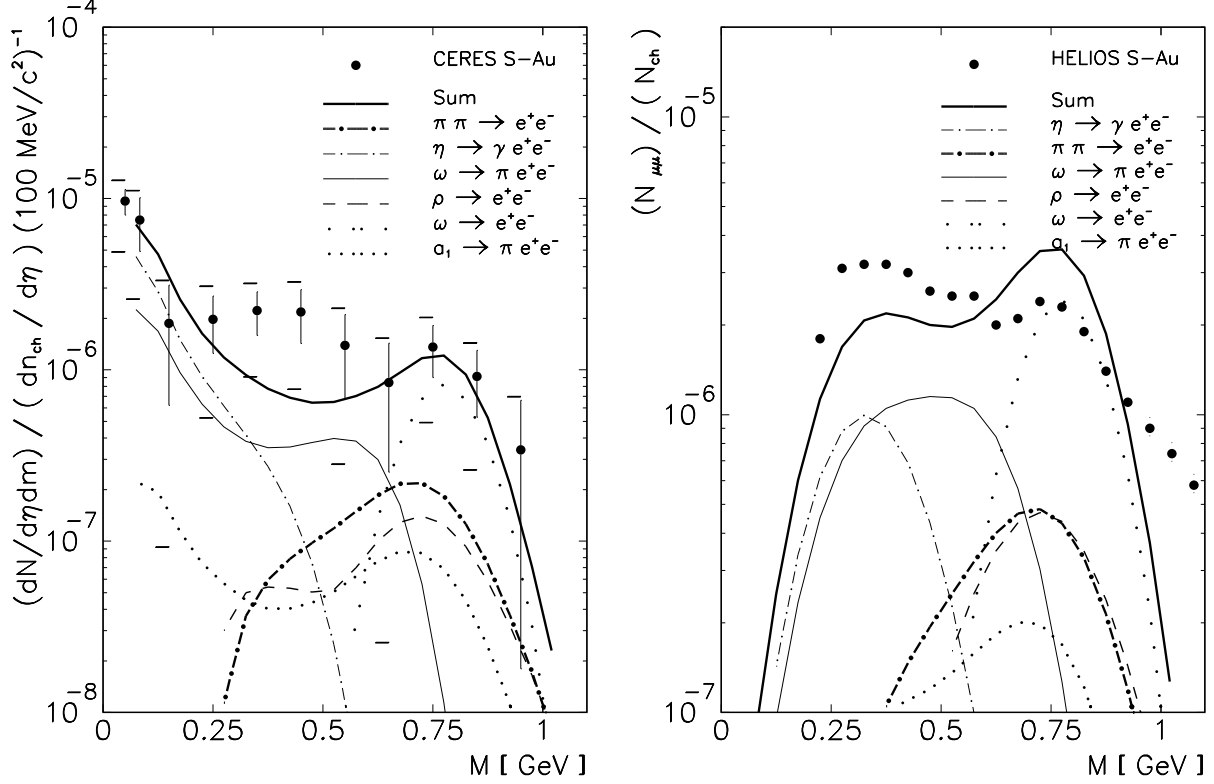 (dN/dηdm) / (dn_ch / dη) (100 MeV/c²)⁻¹
10⁻⁴
10⁻⁵
10⁻⁶
10⁻⁷
10⁻⁸
CERES S-Au
Sum
π π → e⁺e⁻
η → γ e⁺e⁻
ω → π e⁺e⁻
ρ → e⁺e⁻
ω → e⁺e⁻
a₁ → π e⁺e⁻
0 0.25 0.5 0.75 1
M [ GeV ]
(N_μμ) / (N_ch)
10⁻⁵
10⁻⁶
10⁻⁷
HELIOS S-Au
Sum
η → γ e⁺e⁻
π π → e⁺e⁻
ω → π e⁺e⁻
ρ → e⁺e⁻
ω → e⁺e⁻
a₁ → π e⁺e⁻
0 0.25 0.5 0.75 1
M [ GeV ]